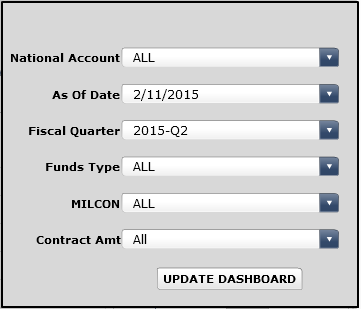 National Account ALL
As Of Date 2/11/2015
Fiscal Quarter 2015-Q2
Funds Type ALL
MILCON ALL
Contract Amt All
UPDATE DASHBOARD